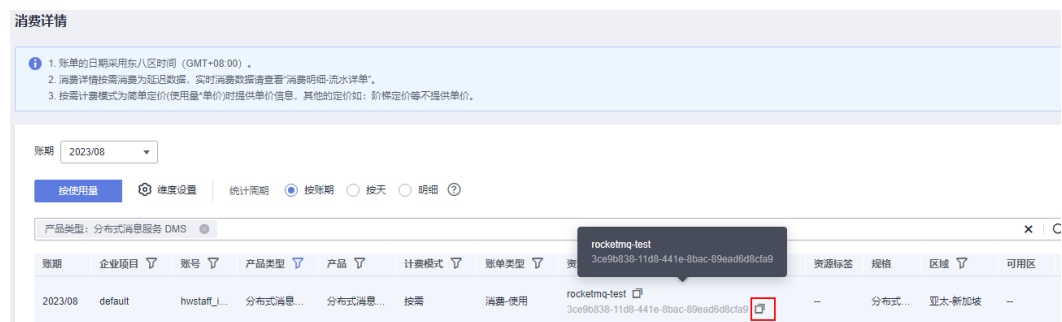 消费详情
1. 账单的日期采用东八区时间（GMT+08:00）。
2. 消费详情按需消费为延迟数据，实时消费数据请查看“消费明细-流水详单”。
3. 按需计费模式为简单定价(使用量*单价)时提供单价信息，其他的定价如：阶梯定价等不提供单价。
账期 2023/08
按使用量 维度设置 统计周期 按账期 按天 明细
产品类型：分布式消息服务 DMS
rocketmq-test
3ce9b838-11d8-441e-8bac-89ead6d8cfa9
账期 企业项目 账号 产品类型 产品 计费模式 账单类型 资 资源标签 规格 区域 可用区
2023/08 default hwstaff_i... 分布式消息... 分布式消息... 按需 消费-使用 rocketmq-test -- 分布式... 亚太-新加坡 --
3ce9b838-11d8-441e-8bac-89ead6d8cfa9